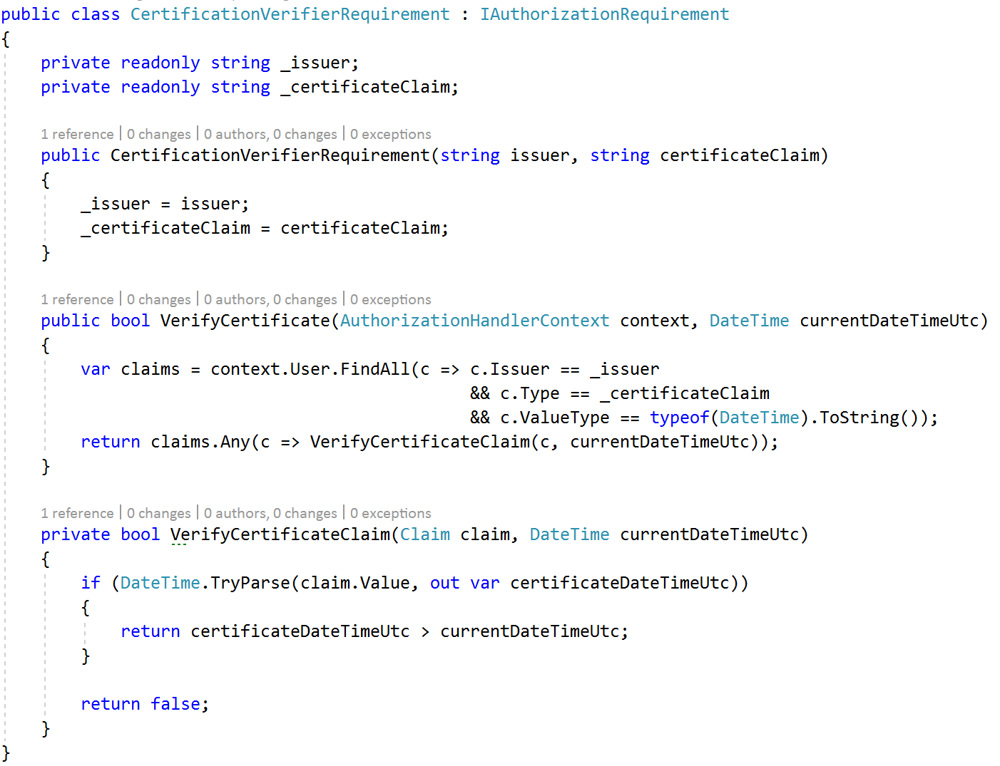 public class CertificationVerifierRequirement : IAuthorizationRequirement
{
    private readonly string _issuer;
    private readonly string _certificateClaim;
    1 reference | 0 changes | 0 authors, 0 changes | 0 exceptions
    public CertificationVerifierRequirement(string issuer, string certificateClaim)
    {
        _issuer = issuer;
        _certificateClaim = certificateClaim;
    }
    1 reference | 0 changes | 0 authors, 0 changes | 0 exceptions
    public bool VerifyCertificate(AuthorizationHandlerContext context, DateTime currentDateTimeUtc)
    {
        var claims = context.User.FindAll(c => c.Issuer == _issuer
                                               && c.Type == _certificateClaim
                                               && c.ValueType == typeof(DateTime).ToString());
        return claims.Any(c => VerifyCertificateClaim(c, currentDateTimeUtc));
    }
    1 reference | 0 changes | 0 authors, 0 changes | 0 exceptions
    private bool VerifyCertificateClaim(Claim claim, DateTime currentDateTimeUtc)
    {
        if (DateTime.TryParse(claim.Value, out var certificateDateTimeUtc))
        {
            return certificateDateTimeUtc > currentDateTimeUtc;
        }
        return false;
    }
}